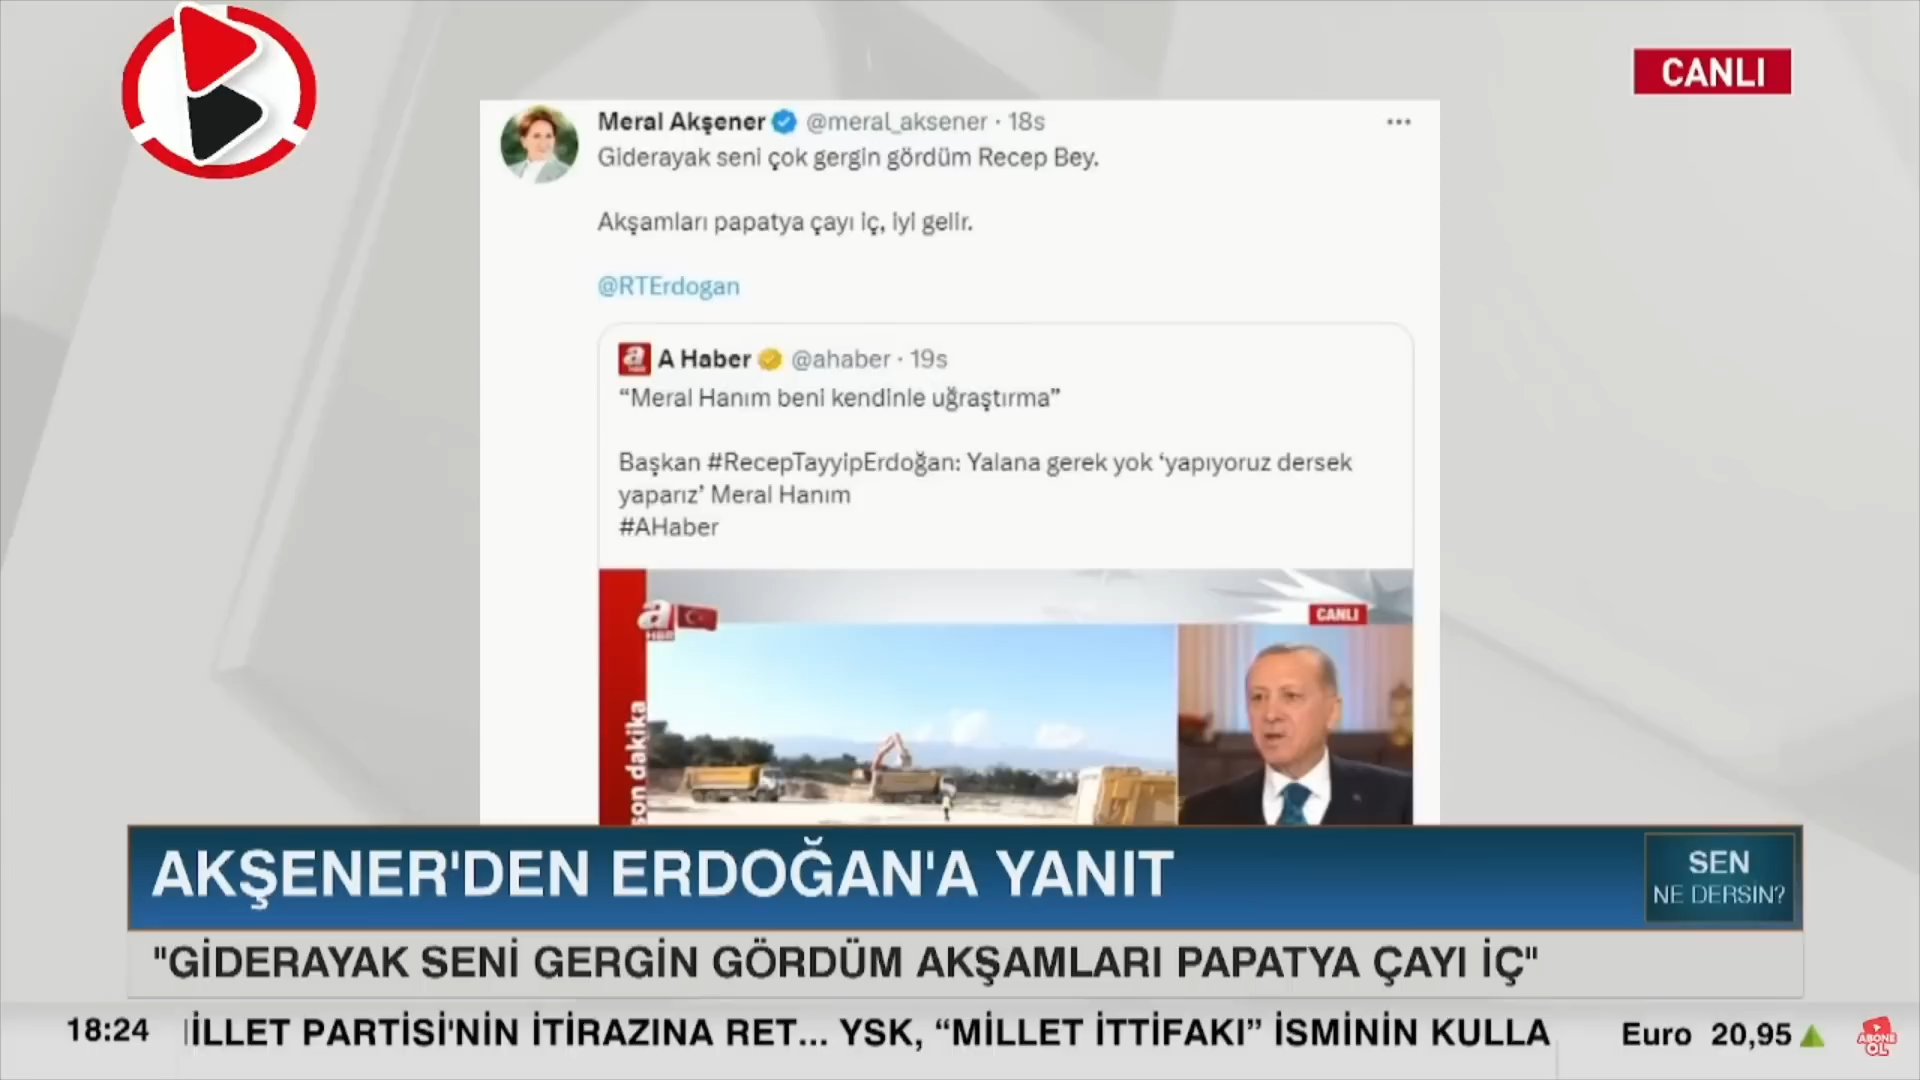 CANLI
Meral Akşener @meral_aksener · 18s
Giderayak seni çok gergin gördüm Recep Bey.
Akşamları papatya çayı iç, iyi gelir.
@RTErdogan
a HBR A Haber @ahaber · 19s
“Meral Hanım beni kendinle uğraştırma”
Başkan #RecepTayyipErdoğan: Yalana gerek yok ‘yapıyoruz dersek
yaparız’ Meral Hanım
#AHaber
a HBR
CANLI
son dakika
AKŞENER'DEN ERDOĞAN'A YANIT
SEN
NE DERSİN?
"GİDERAYAK SENİ GERGİN GÖRDÜM AKŞAMLARI PAPATYA ÇAYI İÇ"
18:24 İLLET PARTİSİ'NİN İTİRAZINA RET... YSK, “MİLLET İTTİFAKI” İSMİNİN KULLA Euro 20,95
ABONE
OL